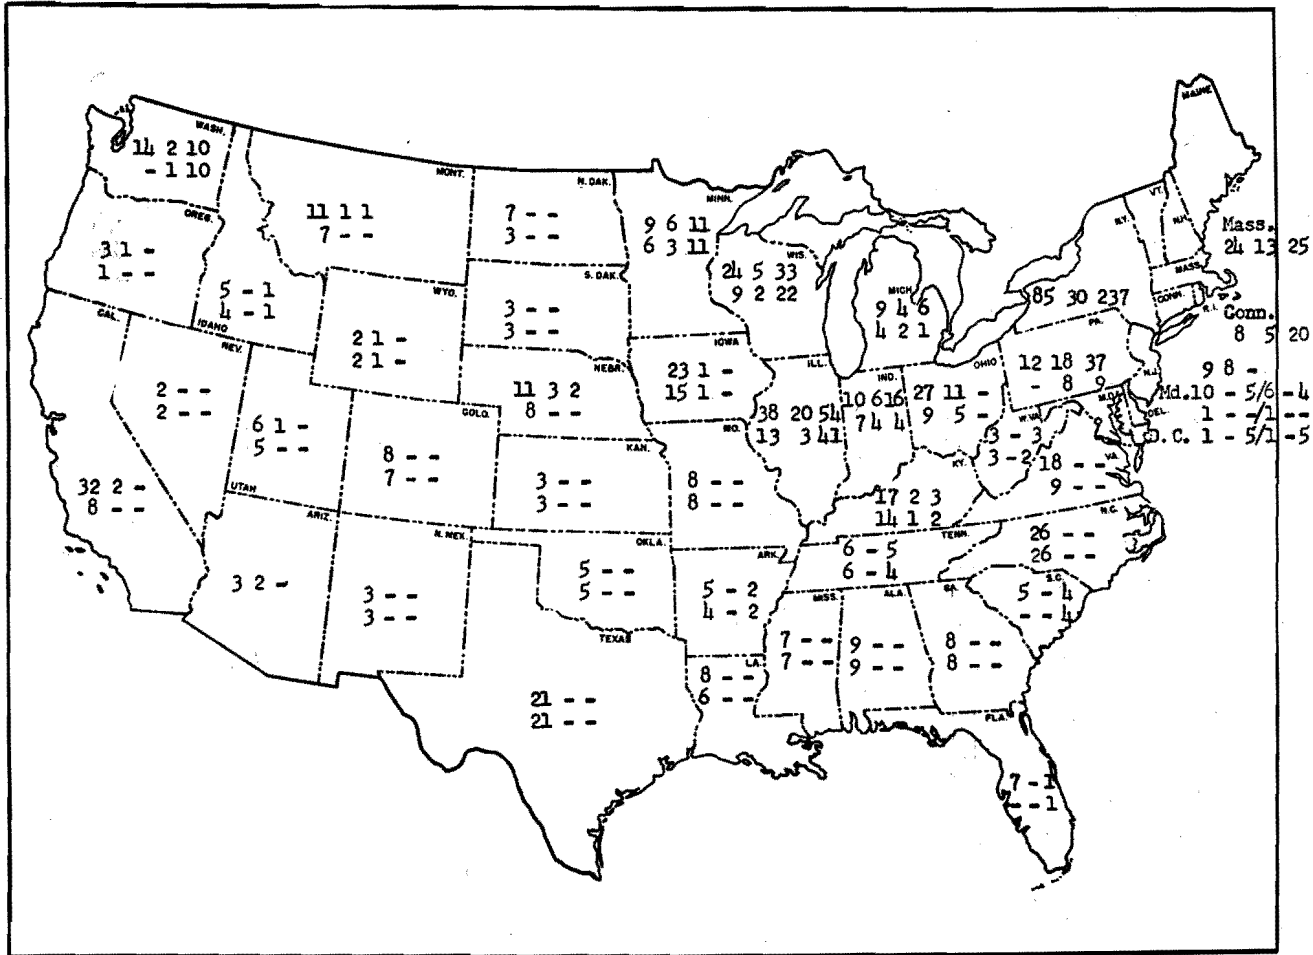 MAINE
WASH.
14 2 10
- 1 10
MONT.
11 1 1
7 - -
N. DAK.
7 - -
3 - -
MINN.
9 6 11
6 3 11
VT.
N.H.
N.Y.
85 30 237
Mass.
24 13 25
MASS.
OREG.
3 1 -
1 - -
IDAHO
5 - 1
4 - 1
WYO.
2 1 -
2 1 -
S. DAK.
3 - -
3 - -
WIS.
24 5 33
9 2 22
MICH.
9 4 6
4 2 1
CONN.
R.I.
Conn.
8 5 20
PA.
12 18 37
- 8 9
N.J.
9 8 -
CAL.
32 2 -
8 - -
NEV.
2 - -
2 - -
UTAH
6 1 -
5 - -
COLO.
8 - -
7 - -
NEBR.
11 3 2
8 - -
IOWA
23 1 -
15 1 -
ILL.
38 20 54
13 3 41
IND.
10 6 16
7 4 4
OHIO
27 11 -
9 5 -
W.VA.
3 - 3
3 - 2
M.D.
Md.10 - 5/6 - 4
DEL.
1 - -/1 - -
D.C. 1 - 5/1 - 5
VA.
18 - -
9 - -
KAN.
3 - -
3 - -
MO.
8 - -
8 - -
KY.
17 2 3
14 1 2
ARIZ.
3 2 -
N. MEX.
3 - -
3 - -
OKLA.
5 - -
5 - -
ARK.
5 - 2
4 - 2
TENN.
6 - 5
6 - 4
N.C.
26 - -
26 - -
S.C.
5 - 4
- - 4
TEXAS
21 - -
21 - -
LA.
8 - -
6 - -
MISS.
7 - -
7 - -
ALA.
9 - -
9 - -
GA.
8 - -
8 - -
FLA.
7 - 1
- - 1